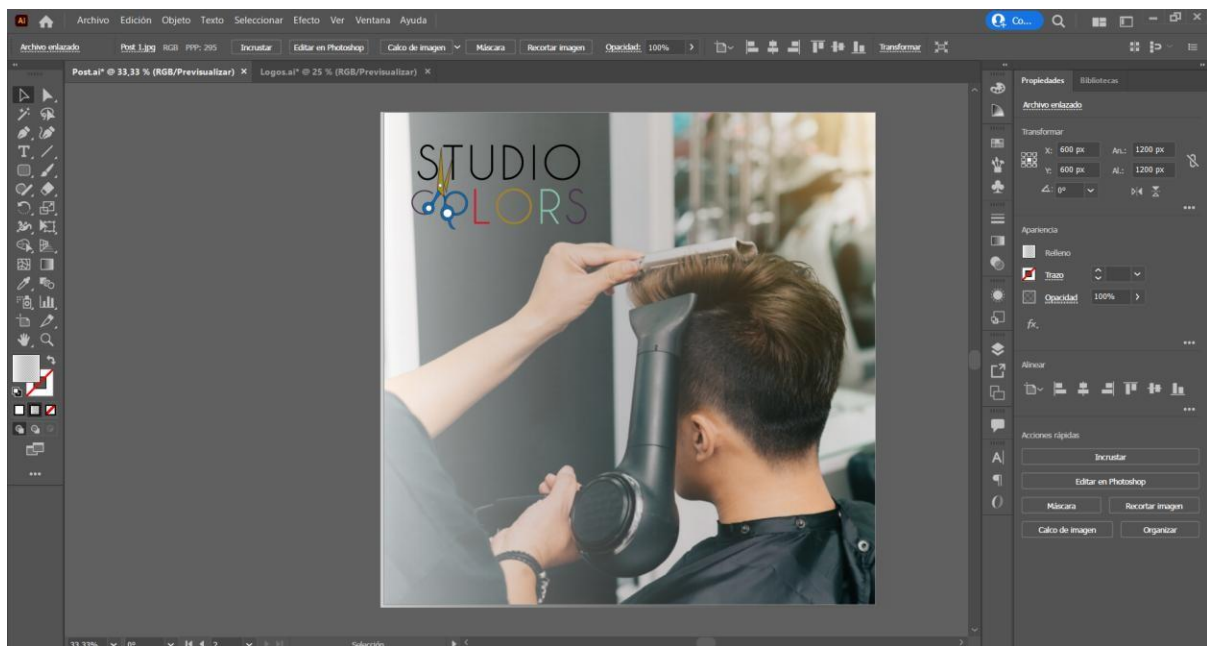 Archivo Edición Objeto Texto Seleccionar Efecto Ver Ventana Ayuda
Co...
Archivo enlazado Post 1.jpg RGB PPP: 295 Incrustar Editar en Photoshop Calco de imagen Máscara Recortar imagen Opacidad: 100% Transformar
Post.ai* @ 33,33 % (RGB/Previsualizar) × Logos.ai* @ 25 % (RGB/Previsualizar) ×
STUDIO
COLORS
Propiedades Bibliotecas
Archivo enlazado
Transformar
X: 600 px An.: 1200 px
Y: 600 px Al.: 1200 px
0°
Apariencia
Relleno
Trazo
Opacidad 100%
fx.
Alinear
Acciones rápidas
Incrustar
Editar en Photoshop
Máscara Recortar imagen
Calco de imagen Organizar
33,33% 0° 2 Selección